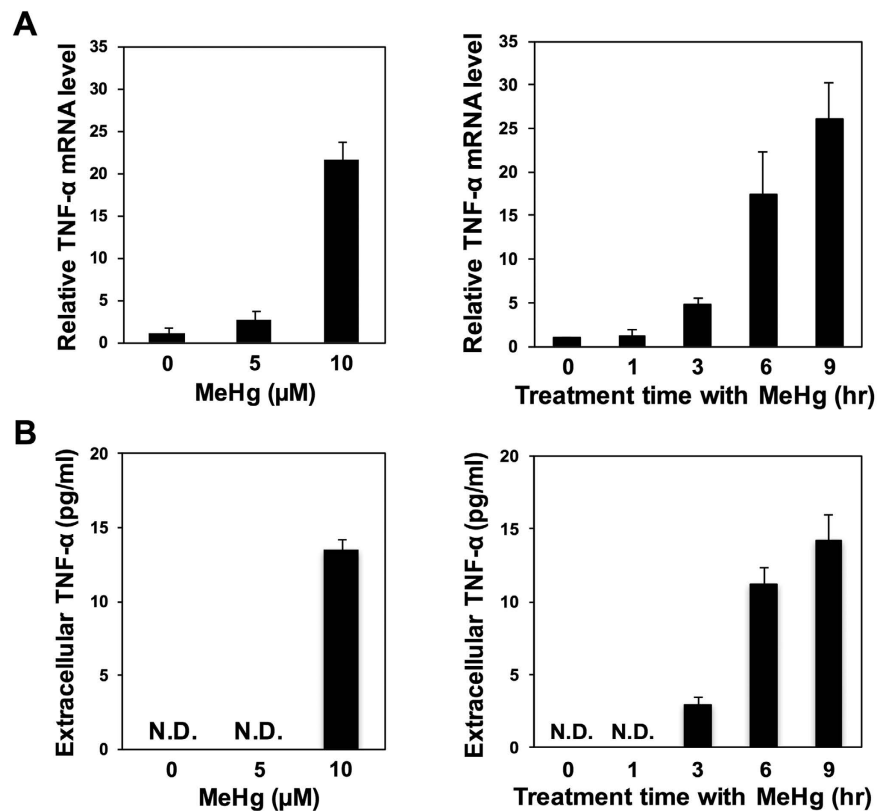 A
Relative TNF-α mRNA level
35
30
25
20
15
10
5
0
0 5 10
MeHg (µM)
Relative TNF-α mRNA level
35
30
25
20
15
10
5
0
0 1 3 6 9
Treatment time with MeHg (hr)
B
Extracellular TNF-α (pg/ml)
20
15
10
5
0
N.D. N.D.
0 5 10
MeHg (µM)
Extracellular TNF-α (pg/ml)
20
15
10
5
0
N.D. N.D.
0 1 3 6 9
Treatment time with MeHg (hr)